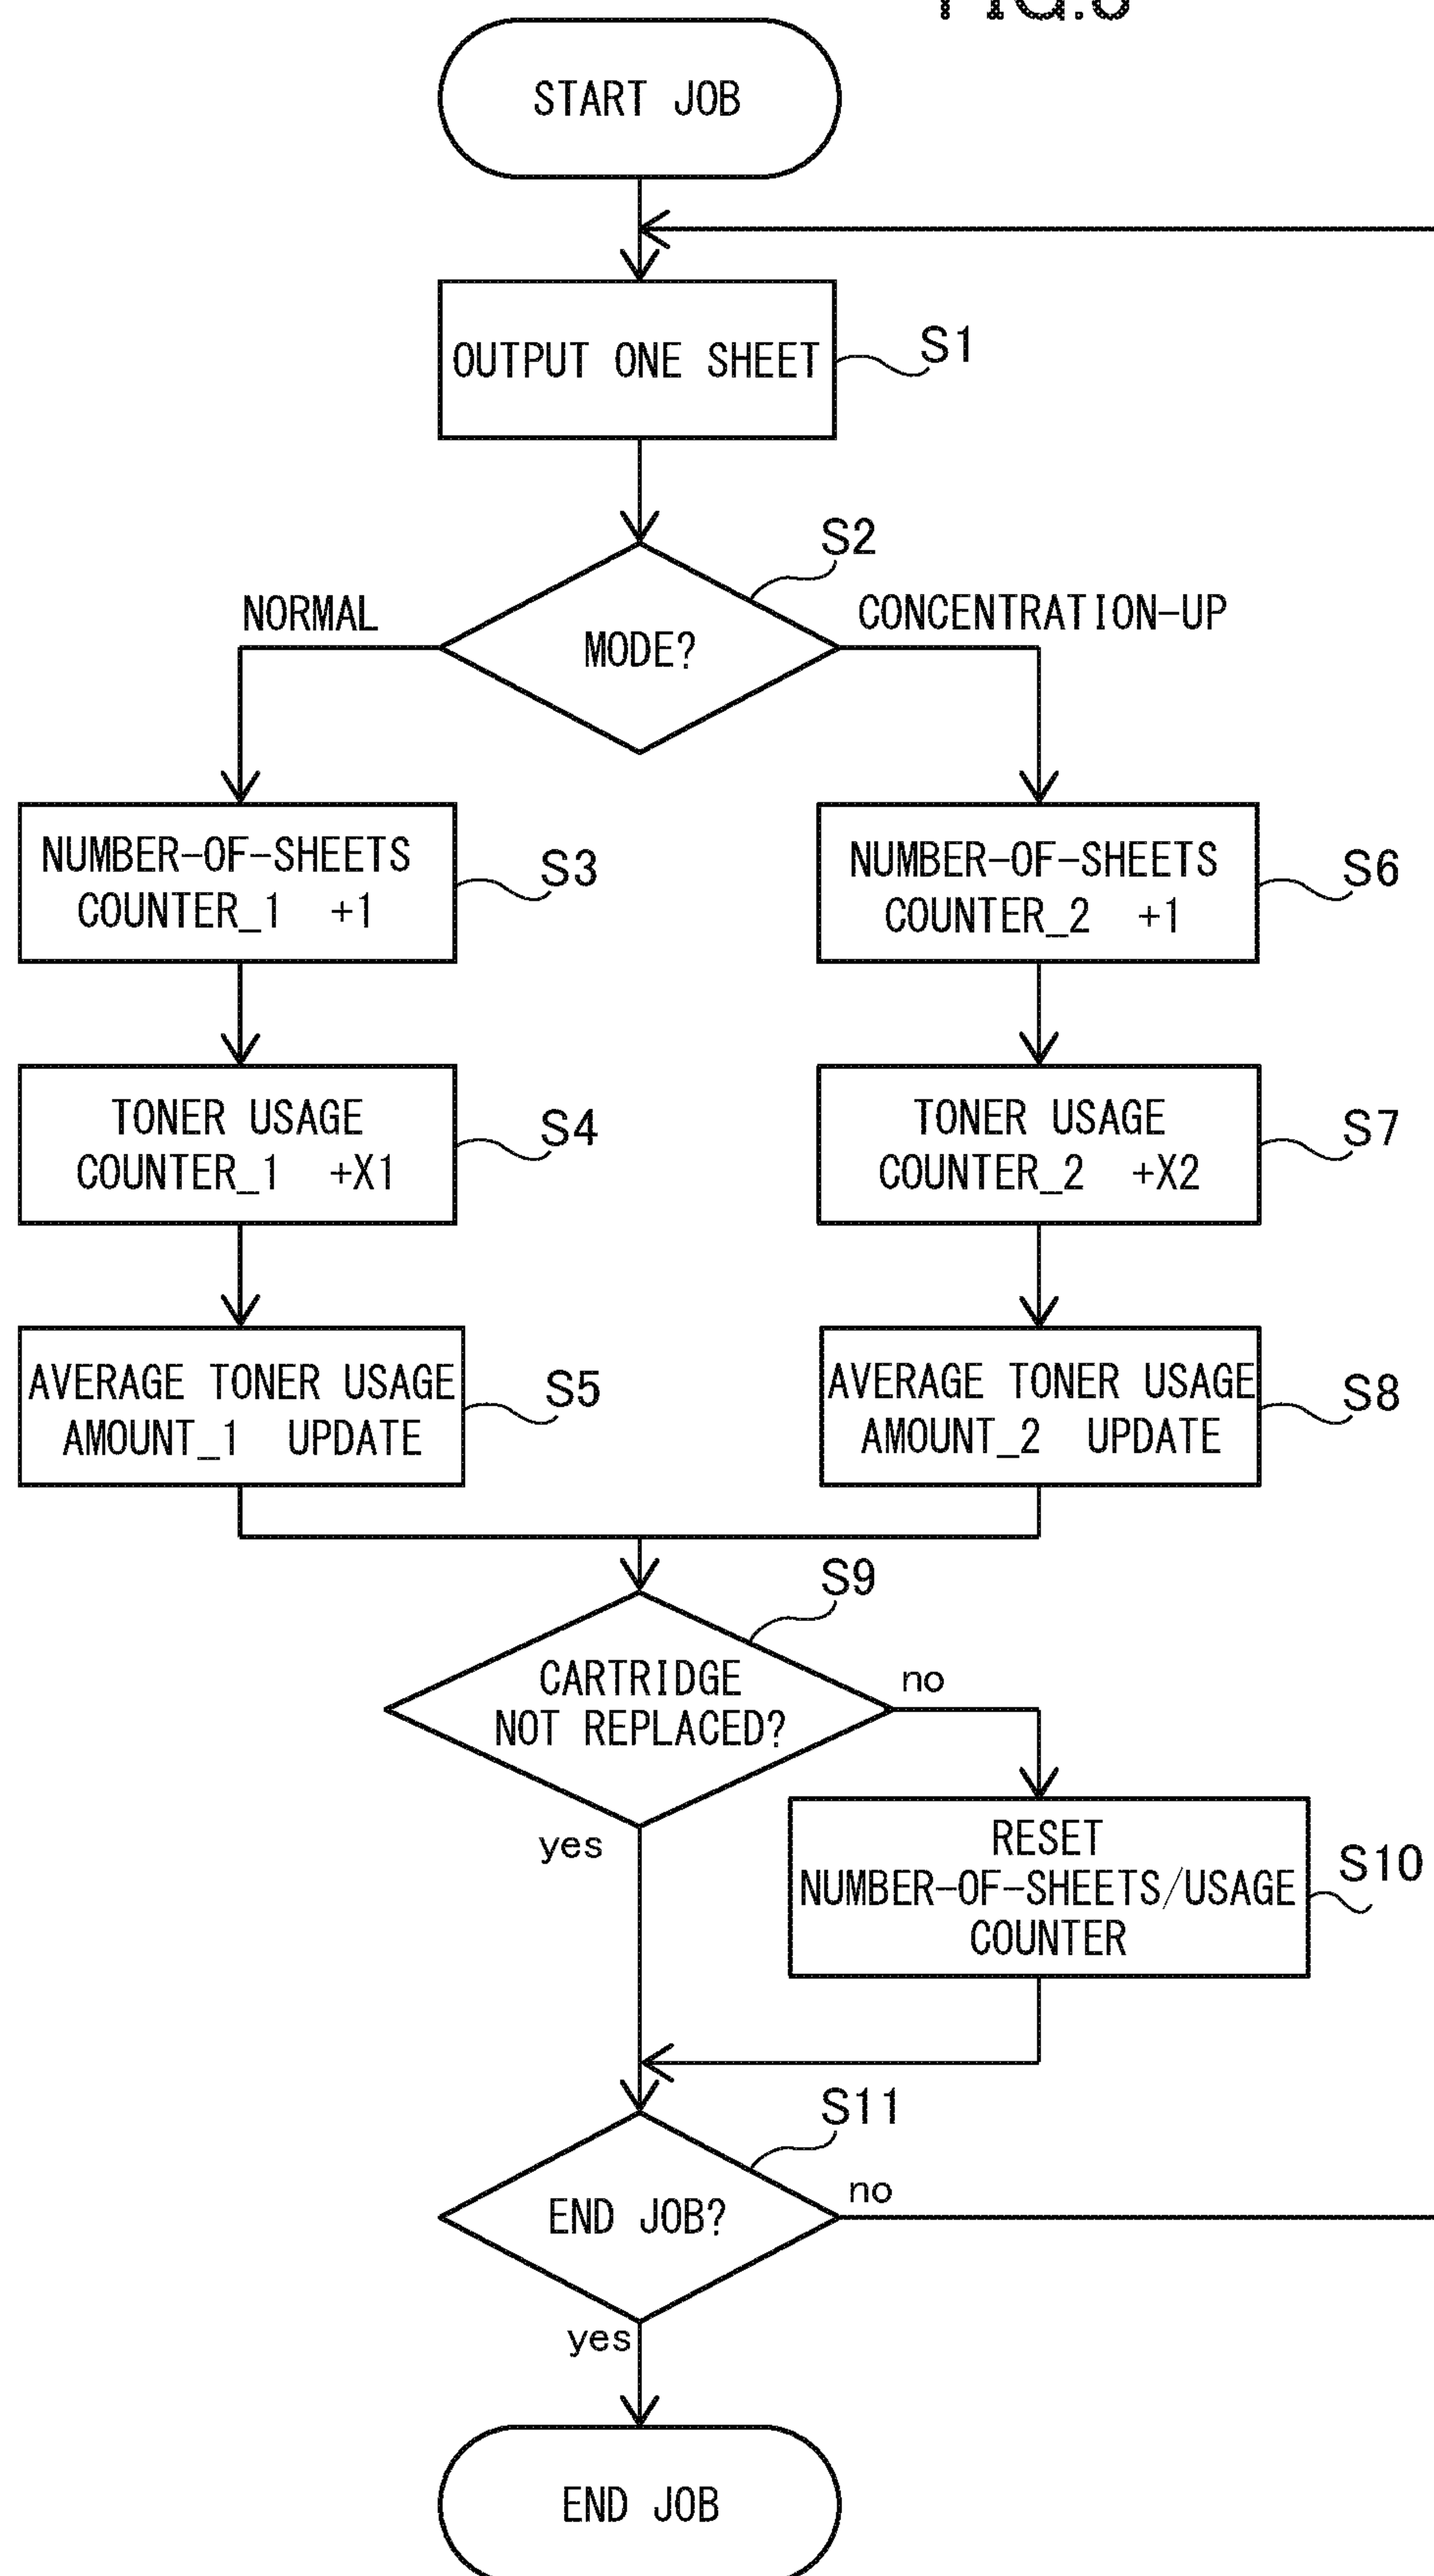 START JOB
OUTPUT ONE SHEET
S1
S2
NORMAL
CONCENTRATION-UP
MODE?
NUMBER-OF-SHEETS
COUNTER_1 +1
S3
NUMBER-OF-SHEETS
COUNTER_2 +1
S6
TONER USAGE
COUNTER_1 +X1
S4
TONER USAGE
COUNTER_2 +X2
S7
AVERAGE TONER USAGE
AMOUNT_1 UPDATE
S5
AVERAGE TONER USAGE
AMOUNT_2 UPDATE
S8
S9
CARTRIDGE
NOT REPLACED?
no
yes
RESET
NUMBER-OF-SHEETS/USAGE
COUNTER
S10
S11
END JOB?
no
yes
END JOB